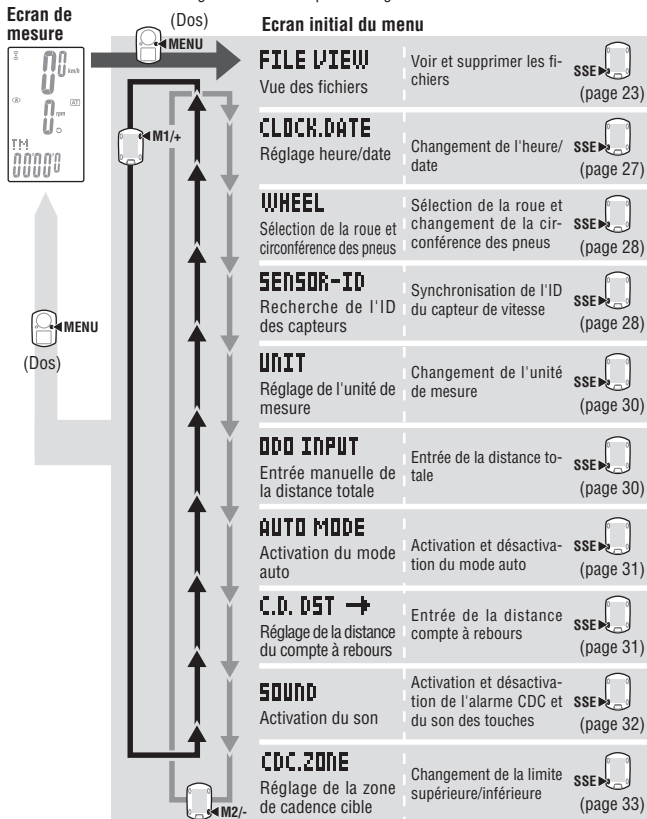 Ecran de
mesure
(Dos)
MENU
Ecran initial du menu
km/h
AT
rpm
TM
M1/+
FILE VIEW
Vue des fichiers
Voir et supprimer les fi-
chiers
SSE
(page 23)
CLOCK.DATE
Réglage heure/date
Changement de l'heure/
date
SSE
(page 27)
WHEEL
Sélection de la roue et
circonférence des pneus
Sélection de la roue et
changement de la cir-
conférence des pneus
SSE
(page 28)
SENSOR-ID
Recherche de l'ID
des capteurs
Synchronisation de l'ID
du capteur de vitesse
SSE
(page 28)
MENU
(Dos)
UNIT
Réglage de l'unité de
mesure
Changement de l'unité
de mesure
SSE
(page 30)
ODO INPUT
Entrée manuelle de
la distance totale
Entrée de la distance to-
tale
SSE
(page 30)
AUTO MODE
Activation du mode
auto
Activation et désactiva-
tion du mode auto
SSE
(page 31)
C.D. DST →
Réglage de la distance
du compte à rebours
Entrée de la distance
compte à rebours
SSE
(page 31)
SOUND
Activation du son
Activation et désactiva-
tion de l'alarme CDC et
du son des touches
SSE
(page 32)
CDC.ZONE
Réglage de la zone
de cadence cible
Changement de la limite
supérieure/inférieure
SSE
(page 33)
M2/-